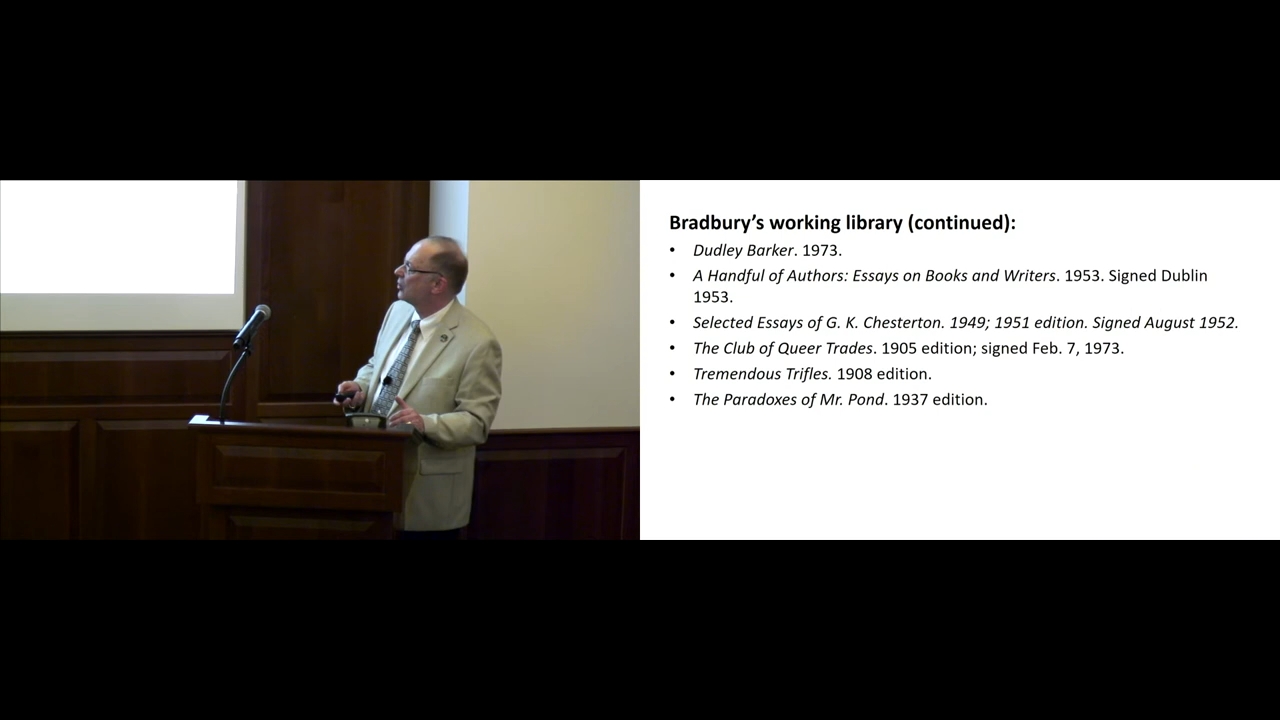 Bradbury’s working library (continued):
• Dudley Barker. 1973.
• A Handful of Authors: Essays on Books and Writers. 1953. Signed Dublin
1953.
• Selected Essays of G. K. Chesterton. 1949; 1951 edition. Signed August 1952.
• The Club of Queer Trades. 1905 edition; signed Feb. 7, 1973.
• Tremendous Trifles. 1908 edition.
• The Paradoxes of Mr. Pond. 1937 edition.